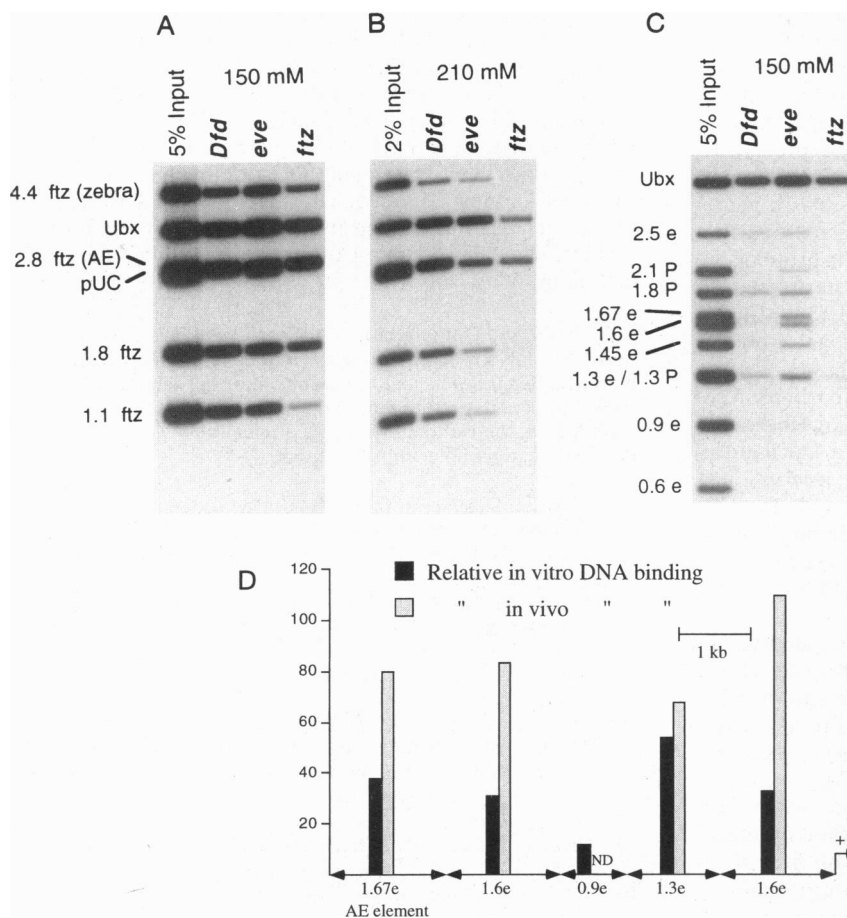 A
150 mM
5% Input
Dfd
eve
ftz
4.4 ftz (zebra)
Ubx
2.8 ftz (AE)
pUC
1.8 ftz
1.1 ftz
B
210 mM
2% Input
Dfd
eve
ftz
C
150 mM
5% Input
Dfd
eve
ftz
Ubx
2.5 e
2.1 P
1.8 P
1.67 e
1.6 e
1.45 e
1.3 e / 1.3 P
0.9 e
0.6 e
D
Relative in vitro DNA binding
" in vivo " "
1 kb
120
100
80
60
40
20
ND
+
1.67e 1.6e 0.9e 1.3e 1.6e
AE element